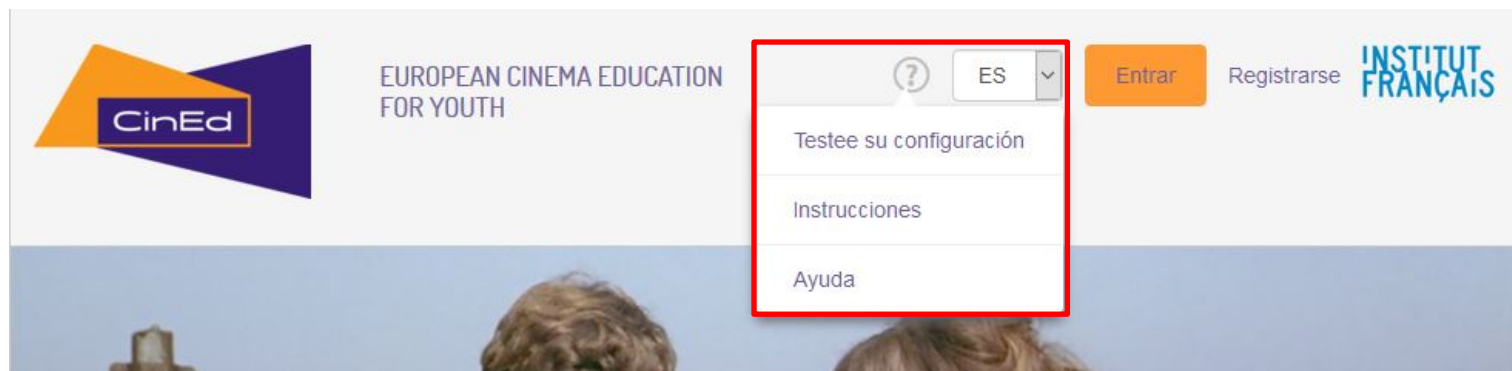 CinEd
EUROPEAN CINEMA EDUCATION
FOR YOUTH
?
ES
Entrar
Registrarse
INSTITUT
FRANÇAIS
Testee su configuración
Instrucciones
Ayuda